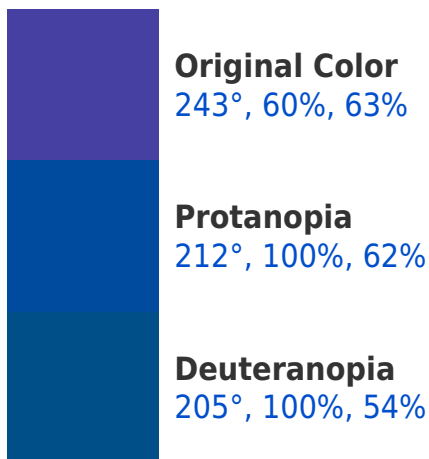 Original Color
243°, 60%, 63%
Protanopia
212°, 100%, 62%
Deuteranopia
205°, 100%, 54%